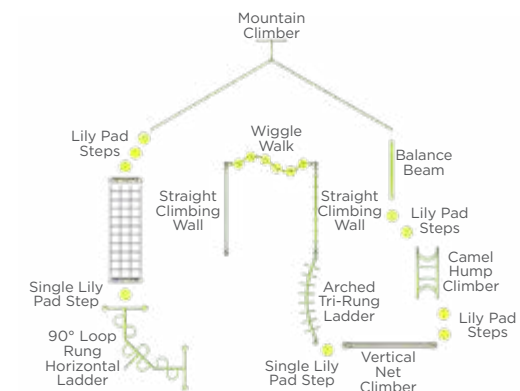 Mountain
Climber
Lily Pad
Steps
Wiggle
Walk
Balance
Beam
Straight
Climbing
Wall
Straight
Climbing
Wall
Lily Pad
Steps
Camel
Hump
Climber
Single Lily
Pad Step
Arched
Tri-Rung
Ladder
Lily Pad
Steps
90° Loop
Rung
Horizontal
Ladder
Single Lily
Pad Step
Vertical
Net
Climber